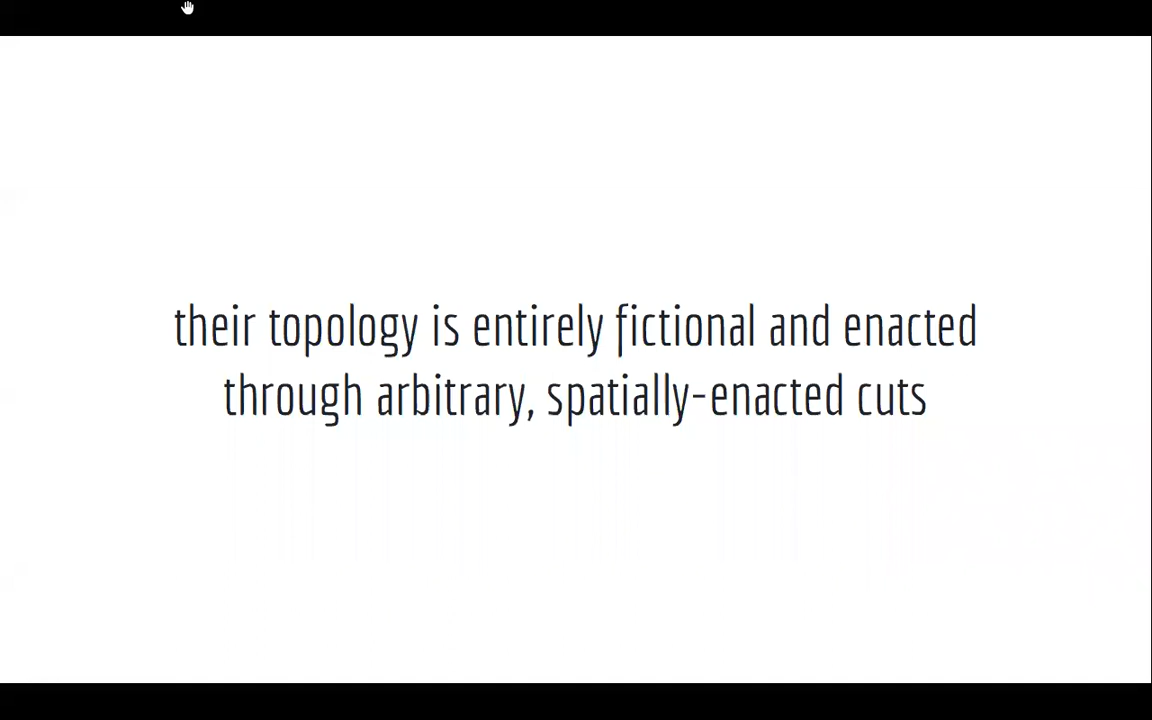 their topology is entirely fictional and enacted
through arbitrary, spatially-enacted cuts